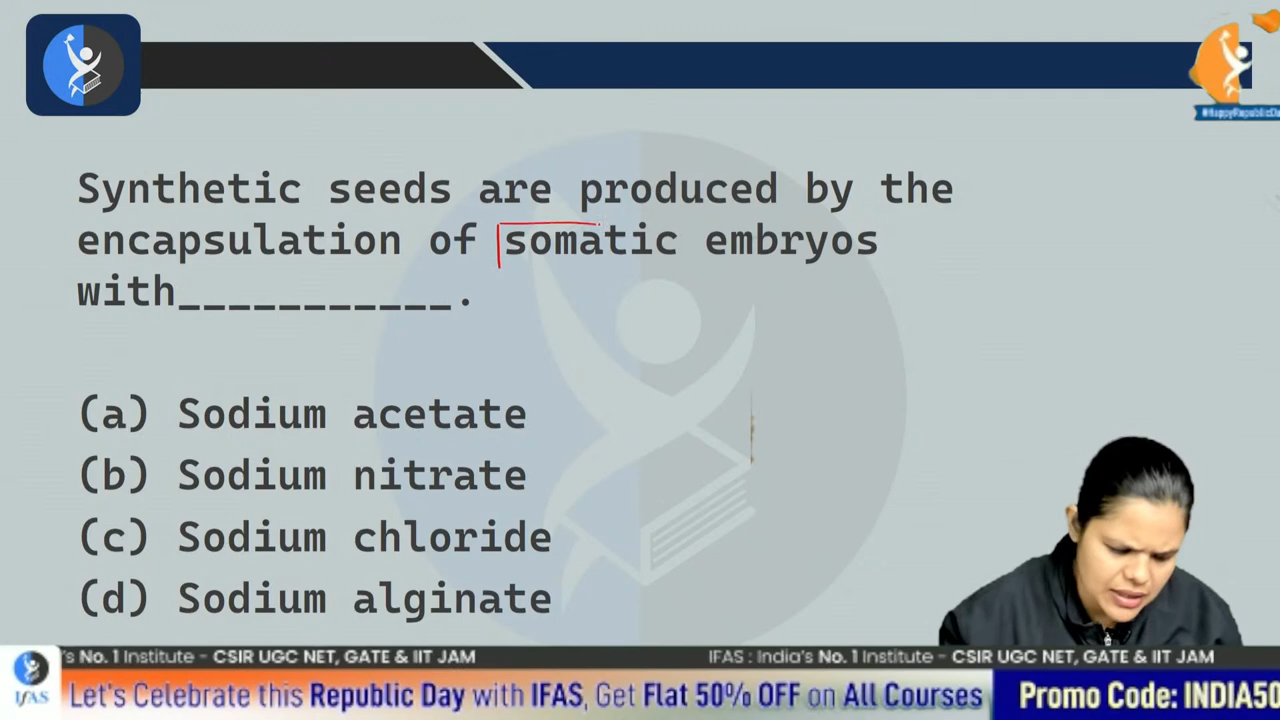 #HappyRepublicDa
Synthetic seeds are produced by the
encapsulation of somatic embryos
with___________.
(a) Sodium acetate
(b) Sodium nitrate
(c) Sodium chloride
(d) Sodium alginate
's No. 1 Institute - CSIR UGC NET, GATE & IIT JAM
IFAS : India's No. 1 Institute - CSIR UGC NET, GATE & IIT JAM
IFAS
Let's Celebrate this Republic Day with IFAS, Get Flat 50% OFF on All Courses
Promo Code: INDIA50